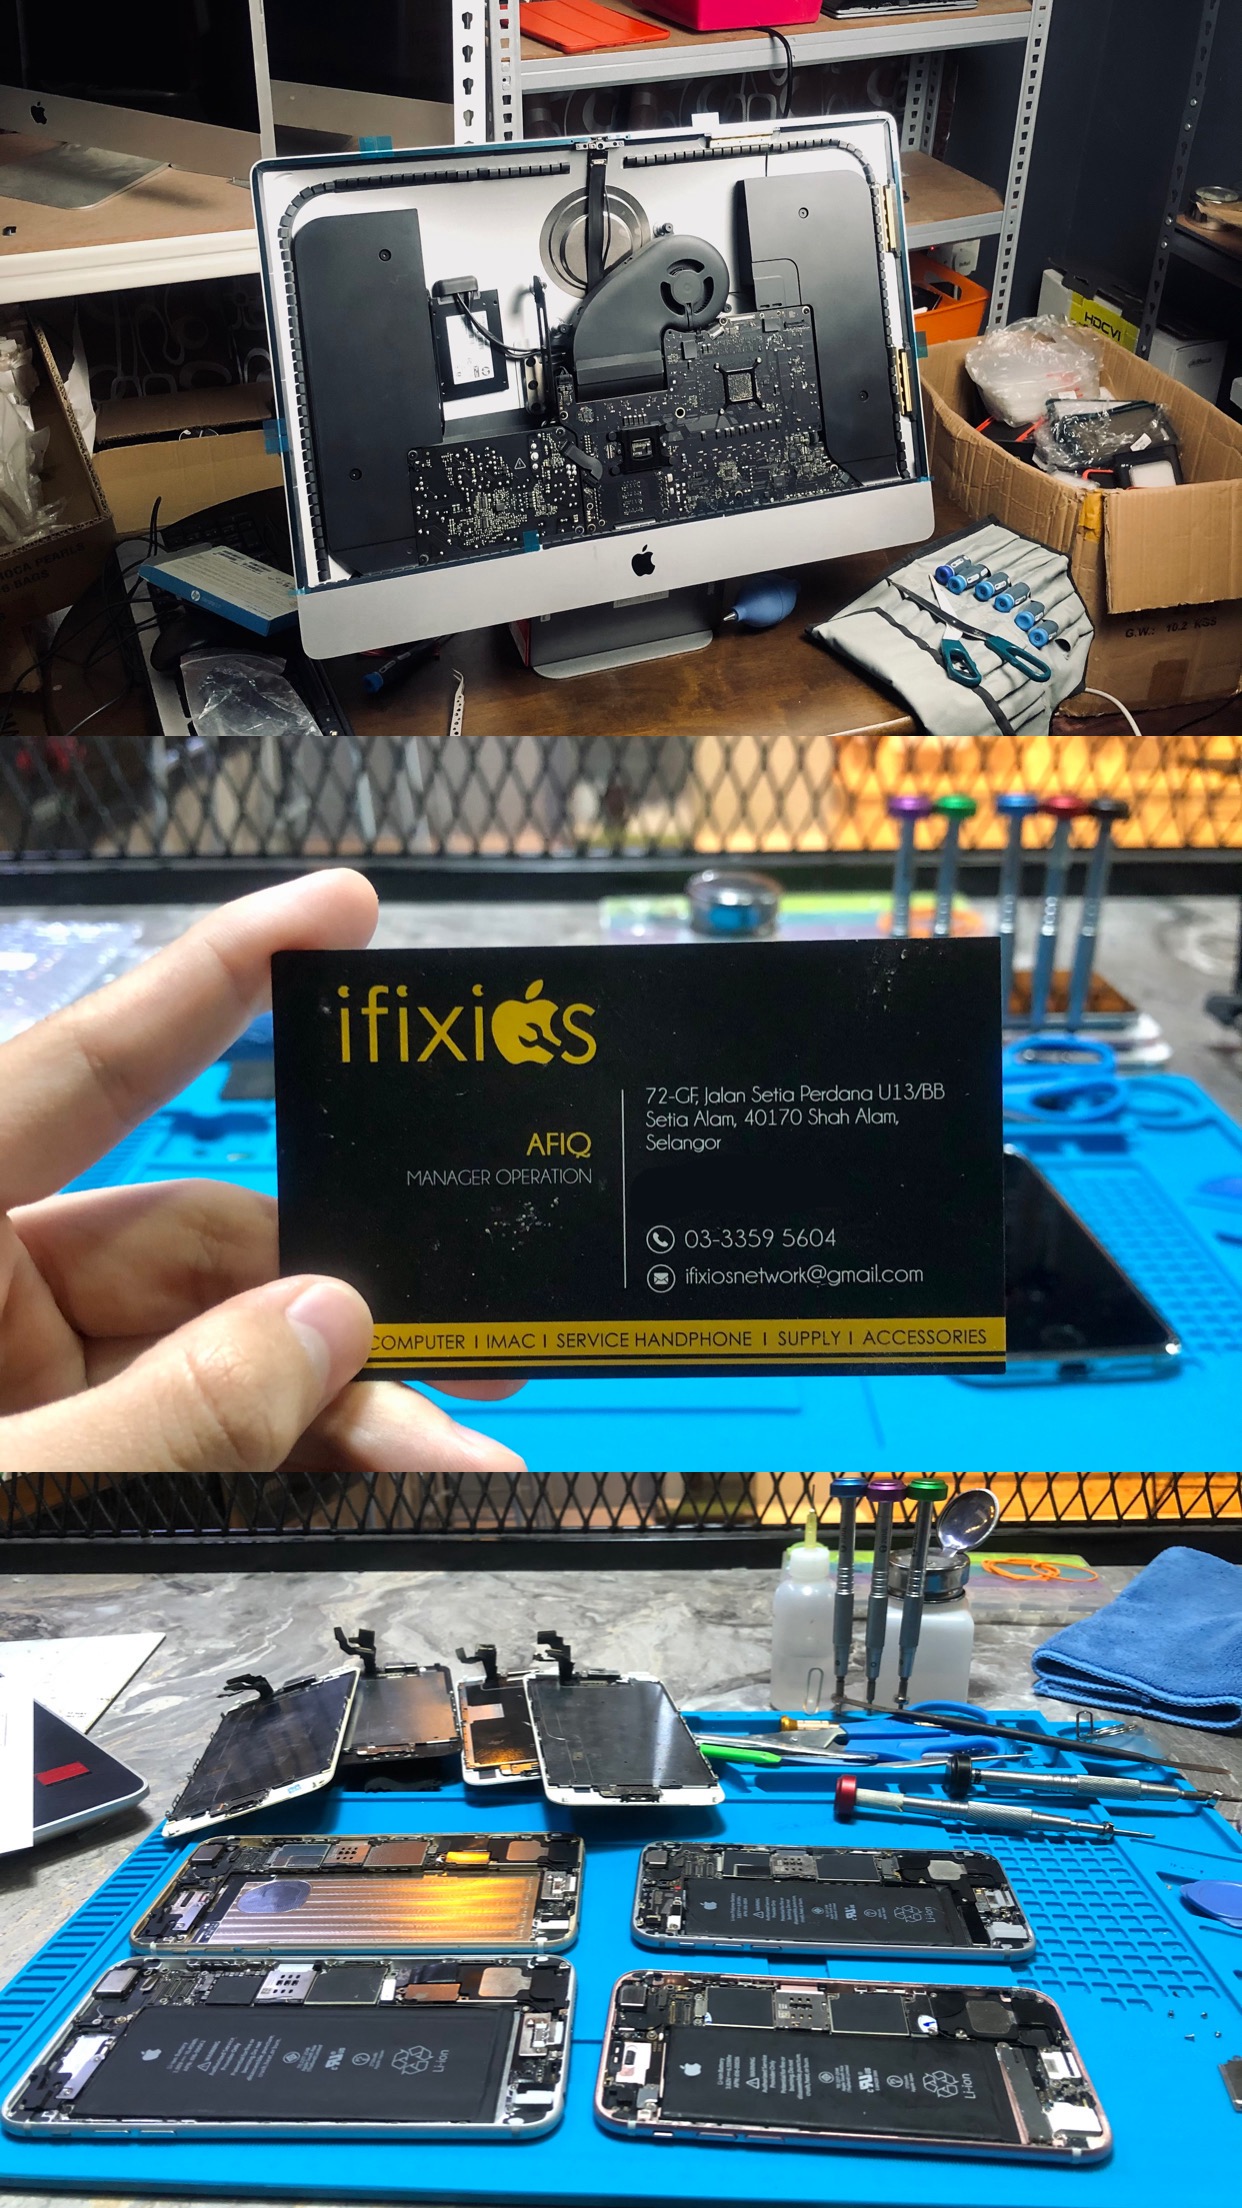 HDCVI
G.W.: 10.2 KGS
hp
ifixios
AFIQ
MANAGER OPERATION
72-GF, Jalan Setia Perdana U13/BB
Setia Alam, 40170 Shah Alam,
Selangor
03-3359 5604
ifixiosnetwork@gmail.com
COMPUTER | IMAC | SERVICE HANDPHONE | SUPPLY | ACCESSORIES
Li-ion
Li-ion
Li-ion